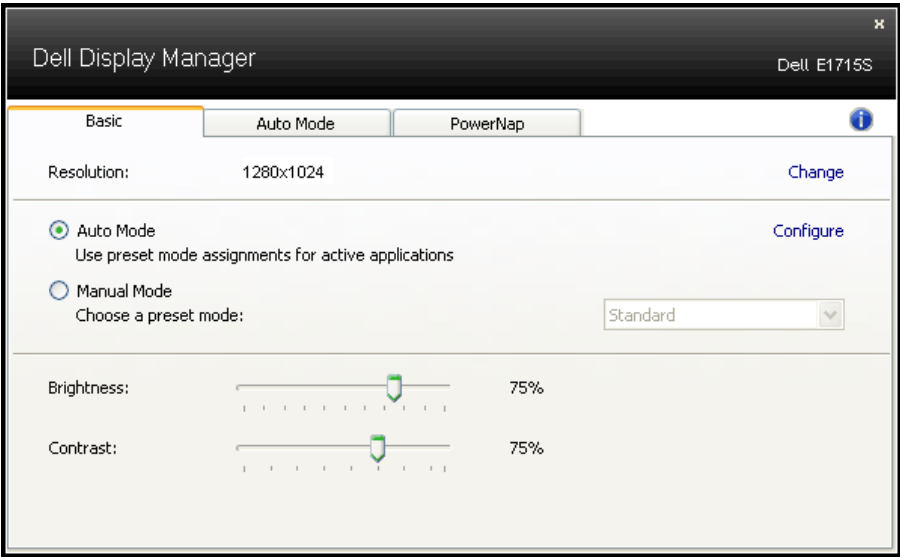 x
Dell Display Manager
Dell E1715S
Basic Auto Mode PowerNap i
Resolution: 1280x1024 Change
Auto Mode Configure
Use preset mode assignments for active applications
Manual Mode
Choose a preset mode: Standard
Brightness: 75%
Contrast: 75%